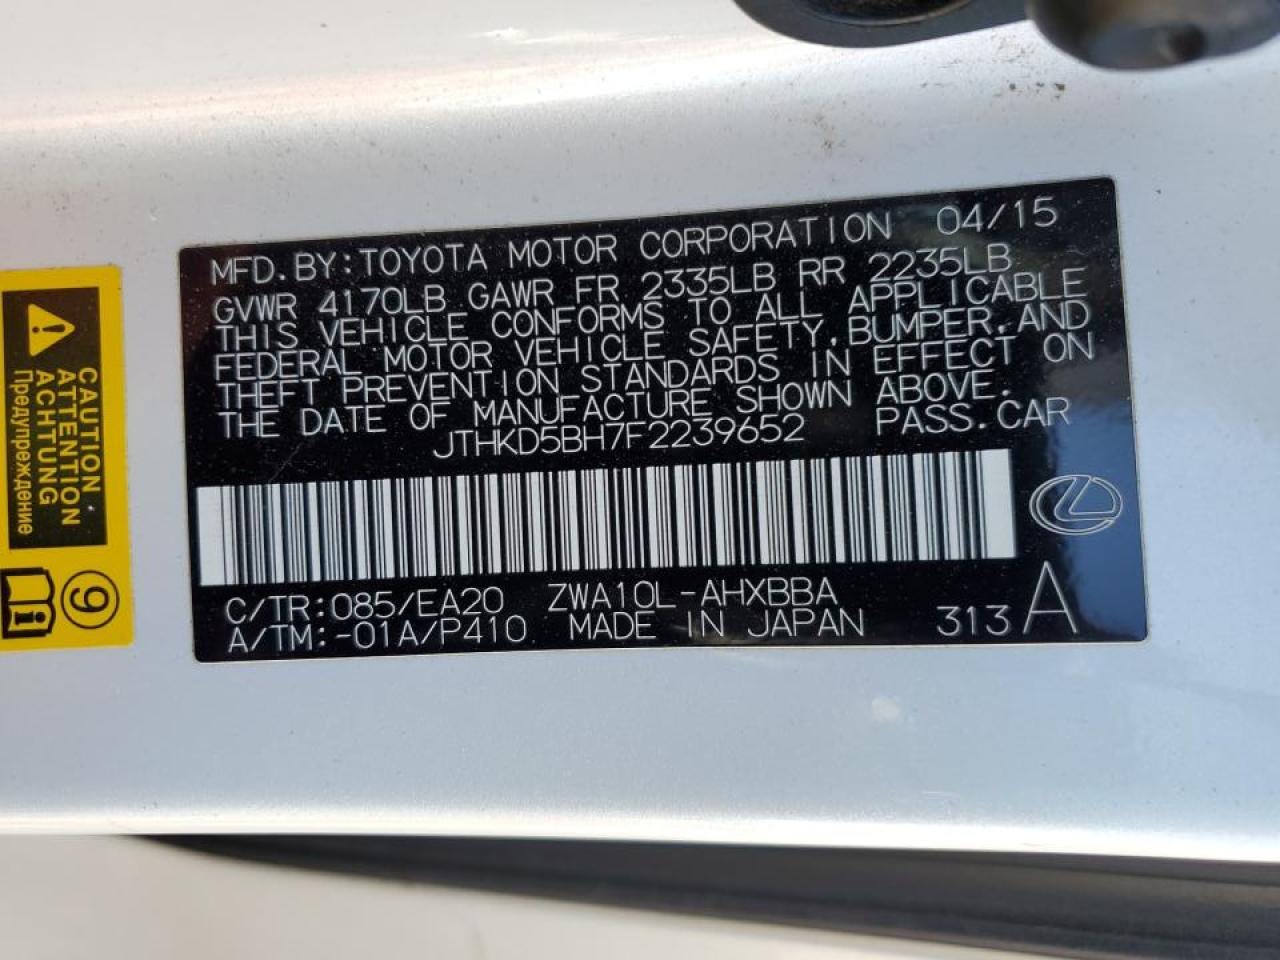 MFD.BY:TOYOTA MOTOR CORPORATION 04/15
GVWR 4170LB GAWR FR 2335LB RR 2235LB
THIS VEHICLE CONFORMS TO ALL APPLICABLE
FEDERAL MOTOR VEHICLE SAFETY,BUMPER,AND
THEFT PREVENTION STANDARDS IN EFFECT ON
THE DATE OF MANUFACTURE SHOWN ABOVE.
JTHKD5BH7F2239652 PASS.CAR
C/TR:085/EA20 ZWA10L-AHXBBA
A/TM:-01A/P410 MADE IN JAPAN 313 A
CAUTION
ATTENTION
ACHTUNG
Предупреждение
9